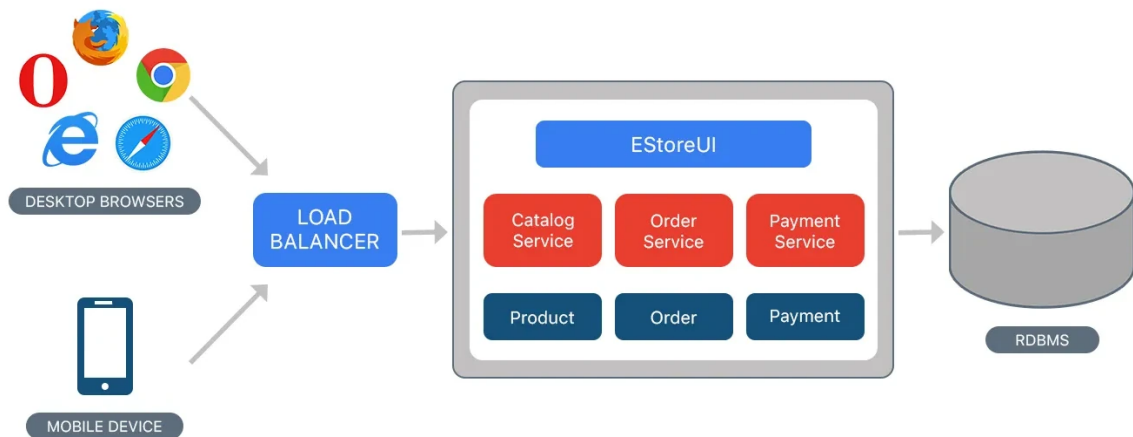 DESKTOP BROWSERS
MOBILE DEVICE
LOAD
BALANCER
EStoreUI
Catalog
Service
Order
Service
Payment
Service
Product
Order
Payment
RDBMS